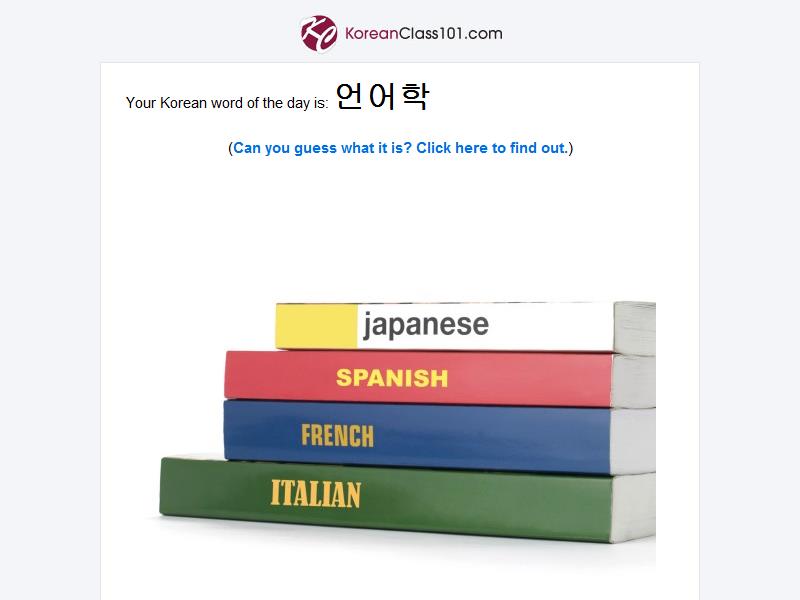 KoreanClass101.com
Your Korean word of the day is: 언어학
(Can you guess what it is? Click here to find out.)
japanese
SPANISH
FRENCH
ITALIAN